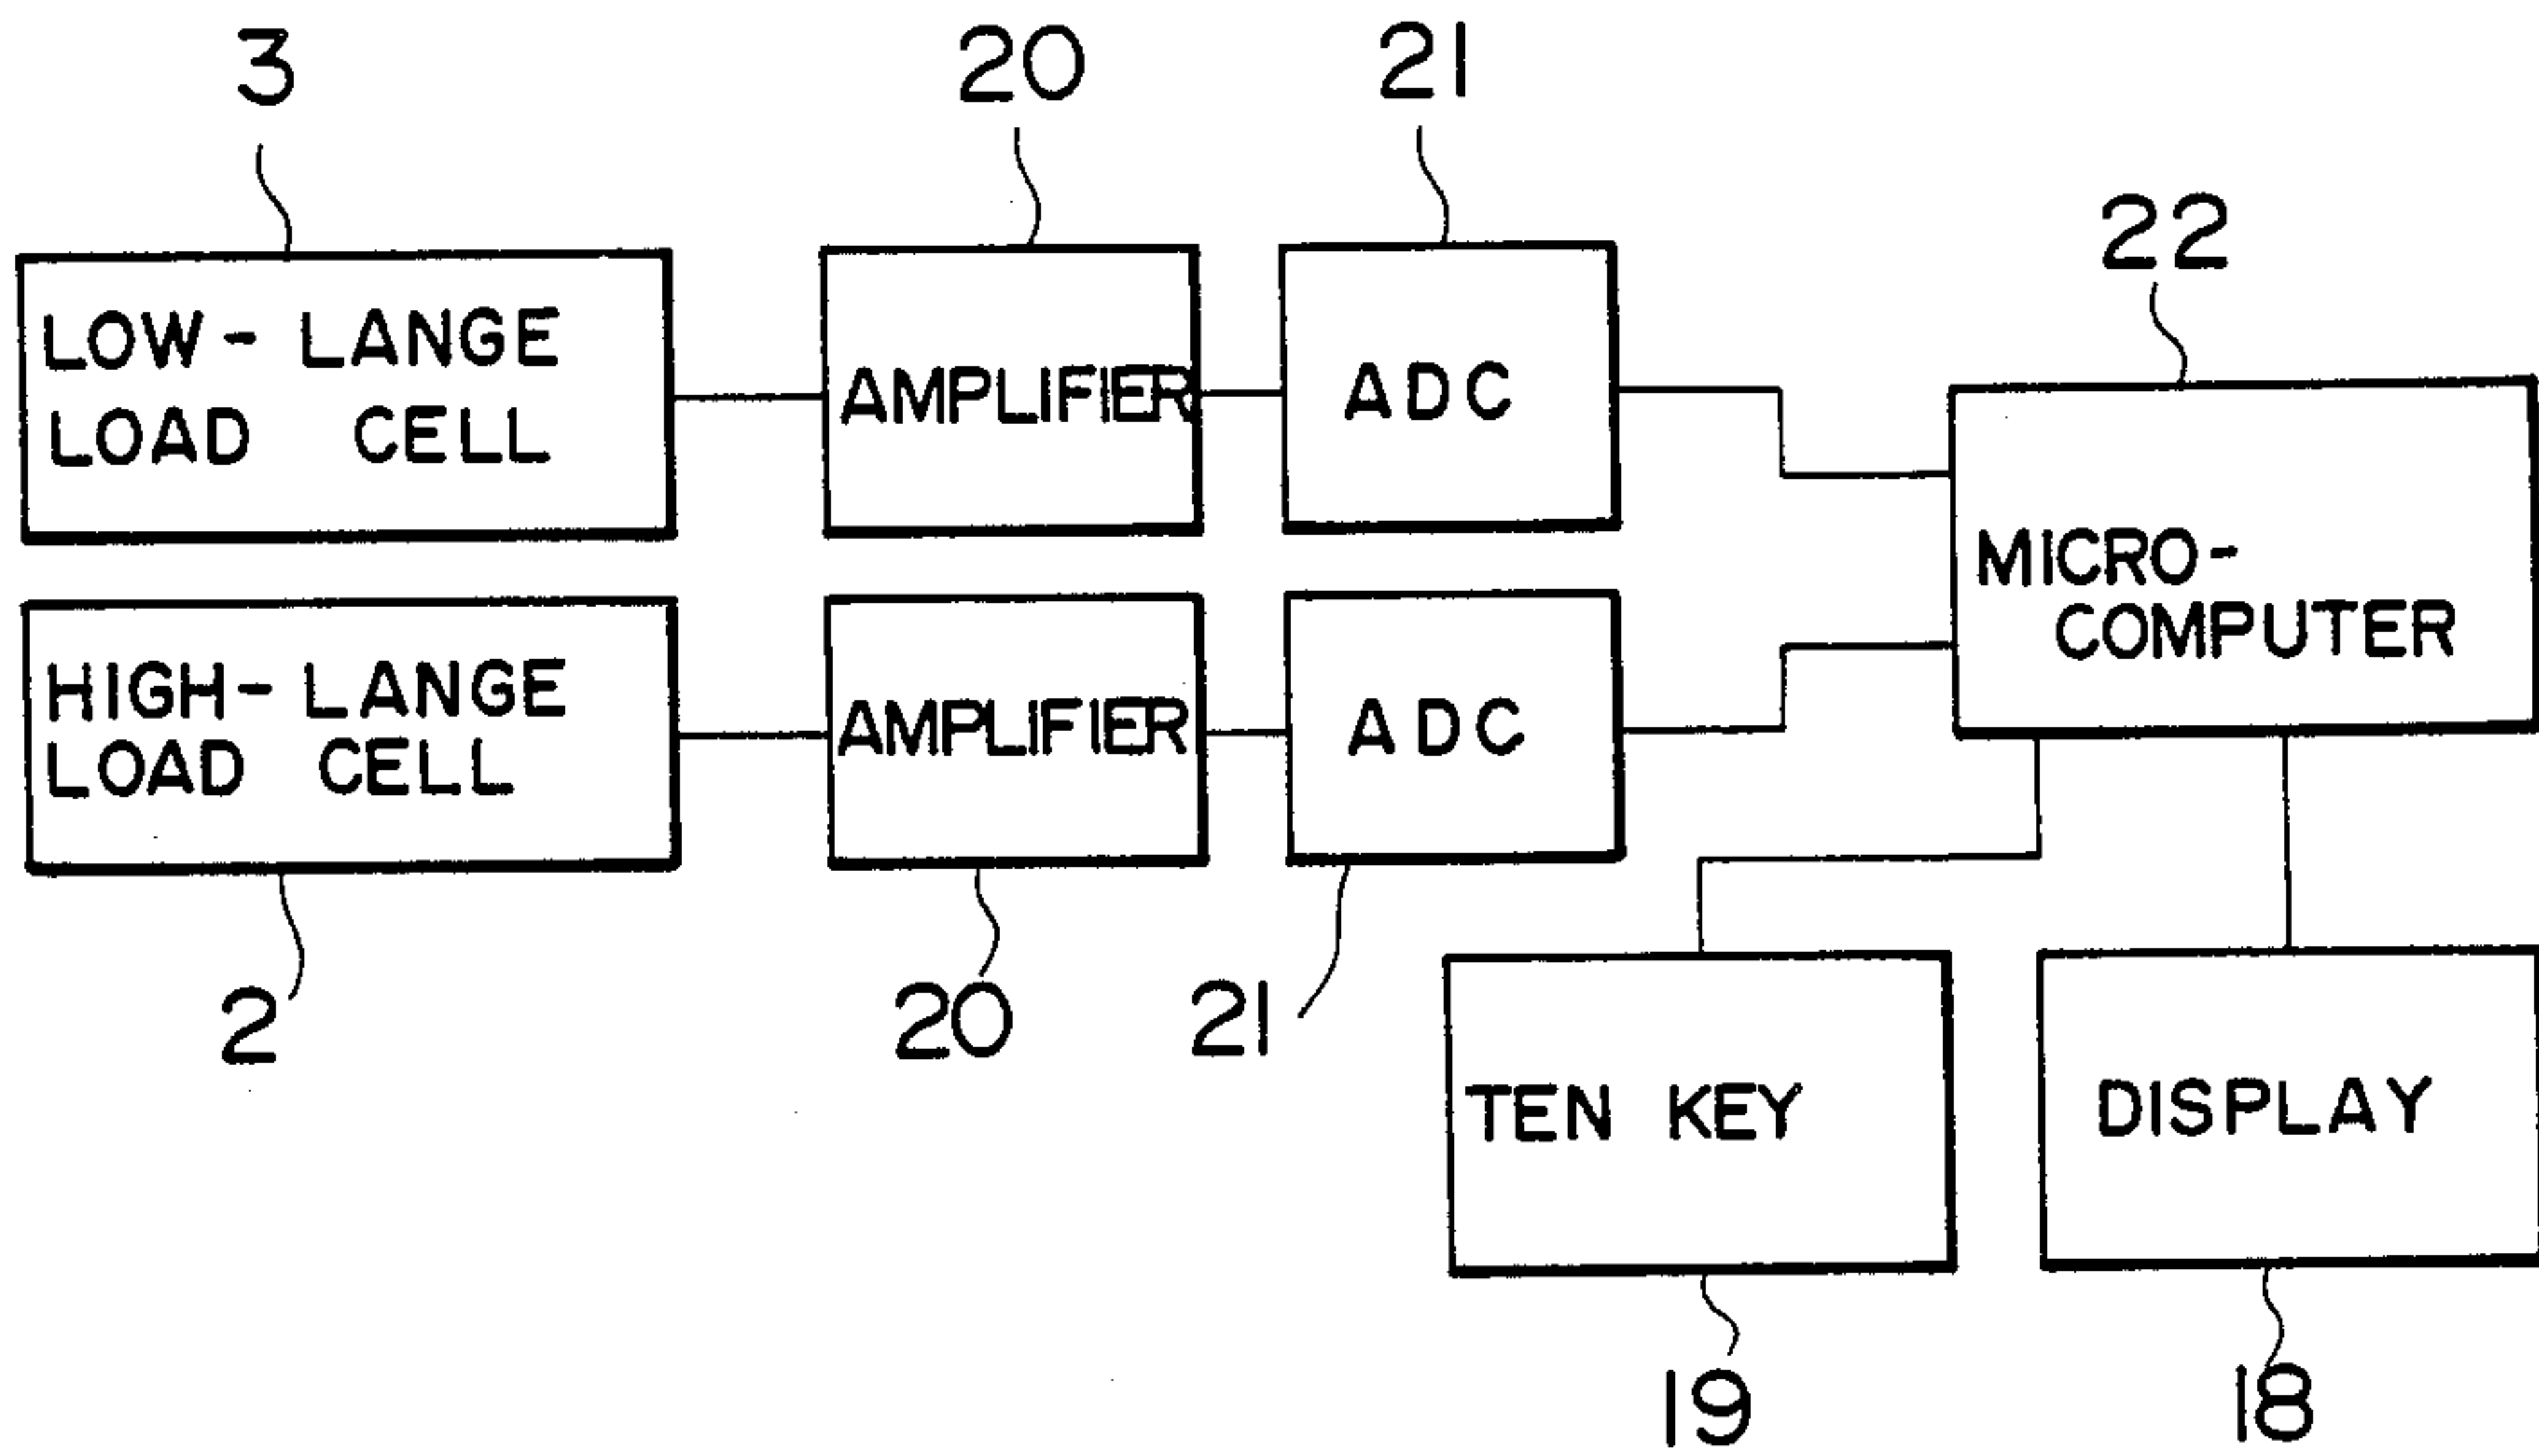 3
20
21
22
LOW- LANGE
LOAD CELL
AMPLIFIER
ADC
MICRO-
COMPUTER
HIGH- LANGE
LOAD CELL
AMPLIFIER
ADC
2
20
21
TEN KEY
DISPLAY
19
18